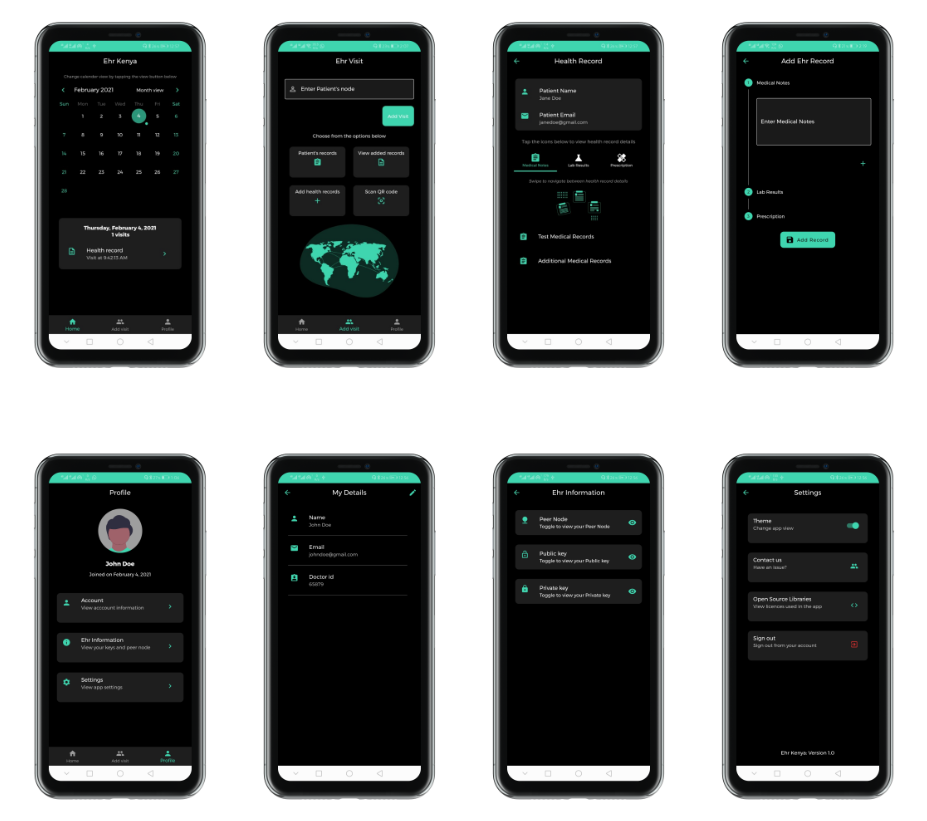 Ehr Kenya
Change calendar view by tapping the view button below
February 2021 Month view
Sun Mon Tue Wed Thu Fri Sat
1 2 3 4 5 6
7 8 9 10 11 12 13
14 15 16 17 18 19 20
21 22 23 24 25 26 27
28
Thursday, February 4, 2021
1 visits
Health record
Home Add visit Profile
Ehr Visit
Enter Patient's node
Add Visit
Choose from the options below
Patient's records View added records
Add health records Scan QR code
Home Add visit Profile
Health Record
Patient Name
Jane Doe
Patient Email
janedoe@gmail.com
Tap the icons below to view health record details
Medical Notes Lab Results Prescription
Swipe to navigate between health record details
Test Medical Records
Additional Medical Records
Add Ehr Record
1 Medical Notes
Enter Medical Notes
2 Lab Results
3 Prescription
Add Record
Profile
John Doe
Joined on February 4, 2021
Account
View account information
Ehr Information
View your keys and peer node
Settings
View app settings
Home Add visit Profile
My Details
Name
John Doe
Email
johndoe@gmail.com
Doctor id
Ehr Information
Peer Node
Toggle to view your Peer Node
Public key
Toggle to view your Public key
Private key
Toggle to view your Private key
Settings
Theme
Change app view
Contact us
Have an issue?
Open Source Libraries
View licences used in the app
Sign out
Sign out from your account
Ehr Kenya: Version 1.0